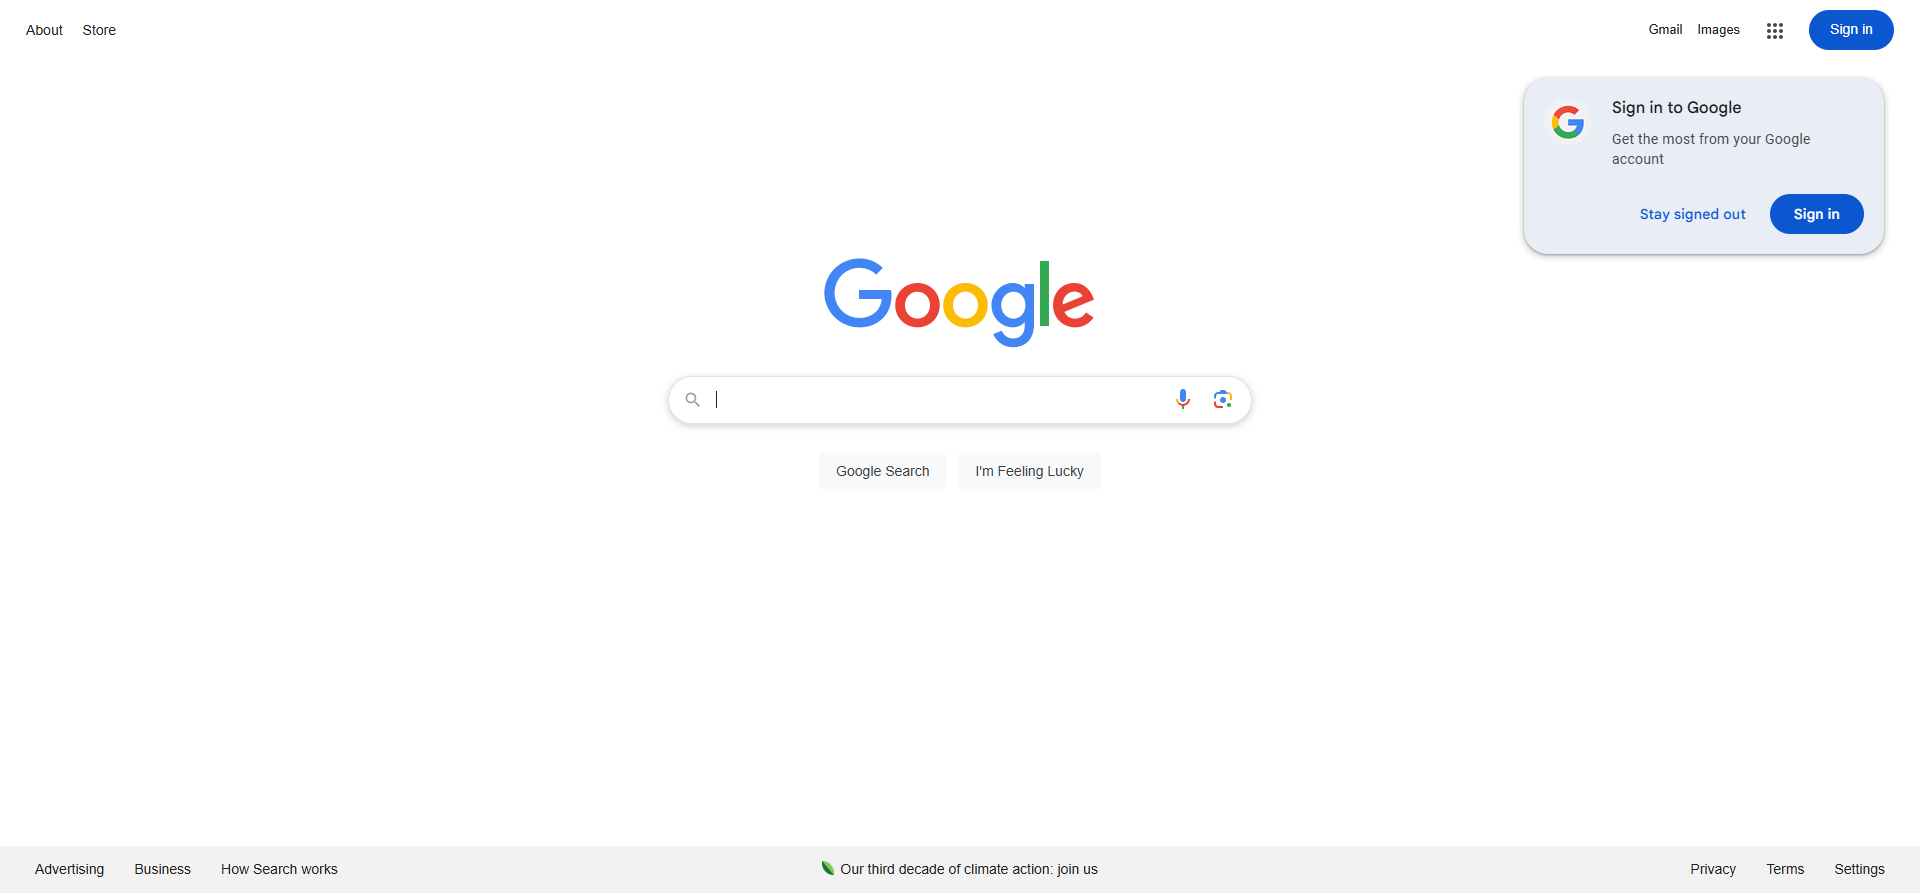 About Store
Gmail Images Sign in
Sign in to Google
Get the most from your Google
account
Stay signed out Sign in
Google
Google Search I'm Feeling Lucky
Advertising Business How Search works
Our third decade of climate action: join us
Privacy Terms Settings